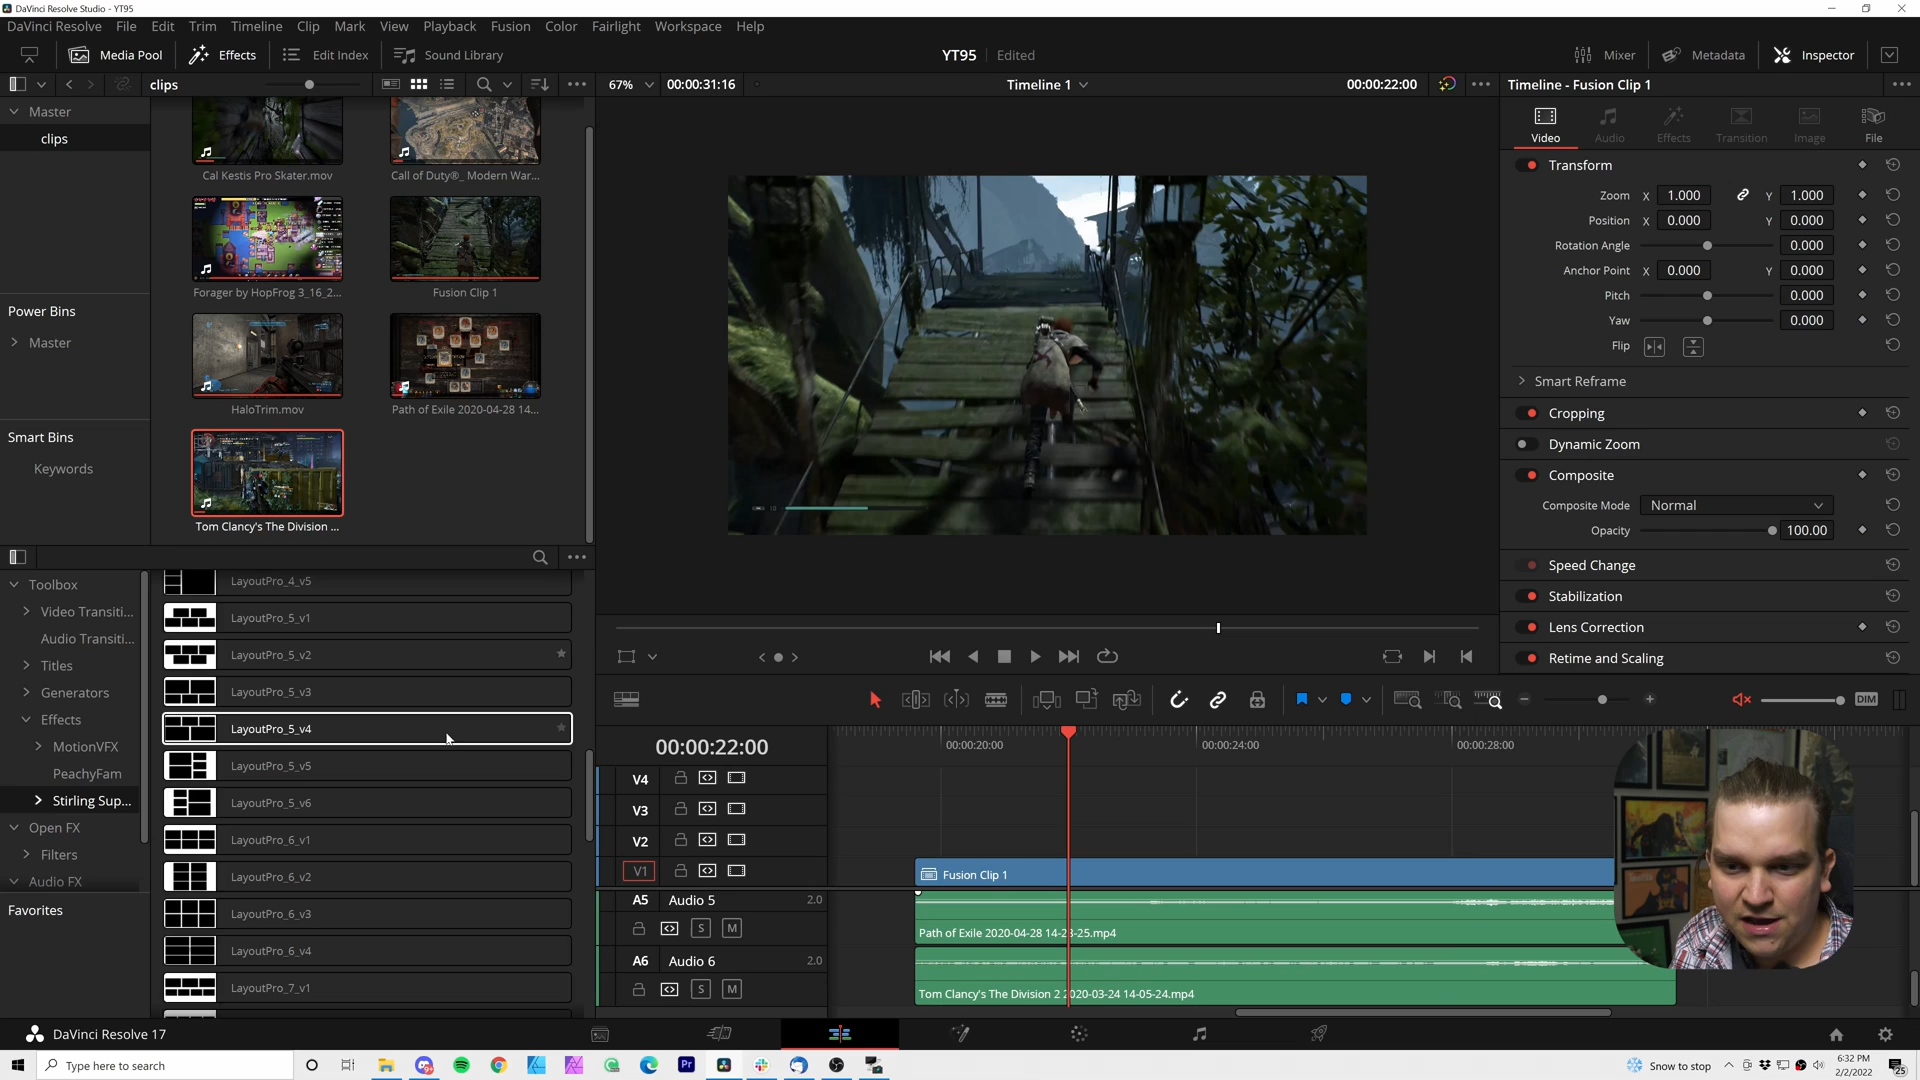 DaVinci Resolve Studio - YT95
DaVinci Resolve File Edit Trim Timeline Clip Mark View Playback Fusion Color Fairlight Workspace Help
Media Pool Effects Edit Index Sound Library YT95 Edited Mixer Metadata Inspector
clips 67% 00:00:31:16 Timeline 1 00:00:22:00 Timeline - Fusion Clip 1
Master
clips
Power Bins
Master
Smart Bins
Keywords
Cal Kestis Pro Skater.mov
Call of Duty®_ Modern War...
Forager by HopFrog 3_16_2...
Fusion Clip 1
HaloTrim.mov
Path of Exile 2020-04-28 14...
Tom Clancy's The Division ...
Video Audio Effects Transition Image File
Transform
Zoom X 1.000 Y 1.000
Position X 0.000 Y 0.000
Rotation Angle 0.000
Anchor Point X 0.000 Y 0.000
Pitch 0.000
Yaw 0.000
Flip
Smart Reframe
Cropping
Dynamic Zoom
Composite
Composite Mode Normal
Opacity 100.00
Speed Change
Stabilization
Lens Correction
Retime and Scaling
Toolbox
Video Transiti...
Audio Transiti...
Titles
Generators
Effects
MotionVFX
PeachyFam
Stirling Sup...
Open FX
Filters
Audio FX
Favorites
LayoutPro_4_v5
LayoutPro_5_v1
LayoutPro_5_v2
LayoutPro_5_v3
LayoutPro_5_v4
LayoutPro_5_v5
LayoutPro_5_v6
LayoutPro_6_v1
LayoutPro_6_v2
LayoutPro_6_v3
LayoutPro_6_v4
LayoutPro_7_v1
DIM
00:00:22:00 00:00:20:00 00:00:24:00 00:00:28:00
V4
V3
V2
V1 Fusion Clip 1
A5 Audio 5 2.0
S M
Path of Exile 2020-04-28 14-23-25.mp4
A6 Audio 6 2.0
S M
Tom Clancy's The Division 2 2020-03-24 14-05-24.mp4
DaVinci Resolve 17
Type here to search
Pr
Snow to stop
6:32 PM
2/2/2022
25